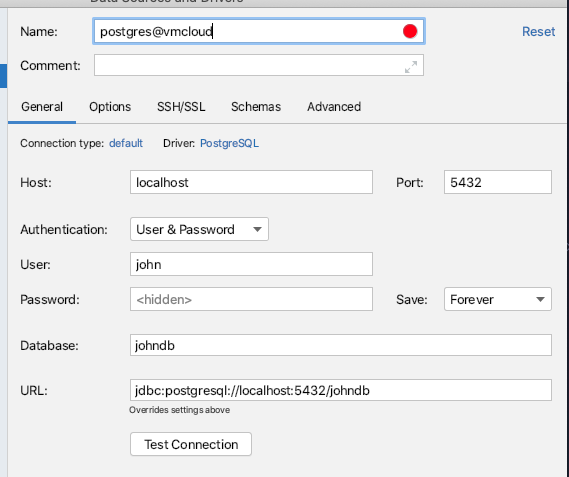 Data Sources and Drivers
Name: postgres@vmcloud Reset
Comment:
General Options SSH/SSL Schemas Advanced
Connection type: default Driver: PostgreSQL
Host: localhost Port: 5432
Authentication: User & Password
User: john
Password: <hidden> Save: Forever
Database: johndb
URL: jdbc:postgresql://localhost:5432/johndb
Overrides settings above
Test Connection